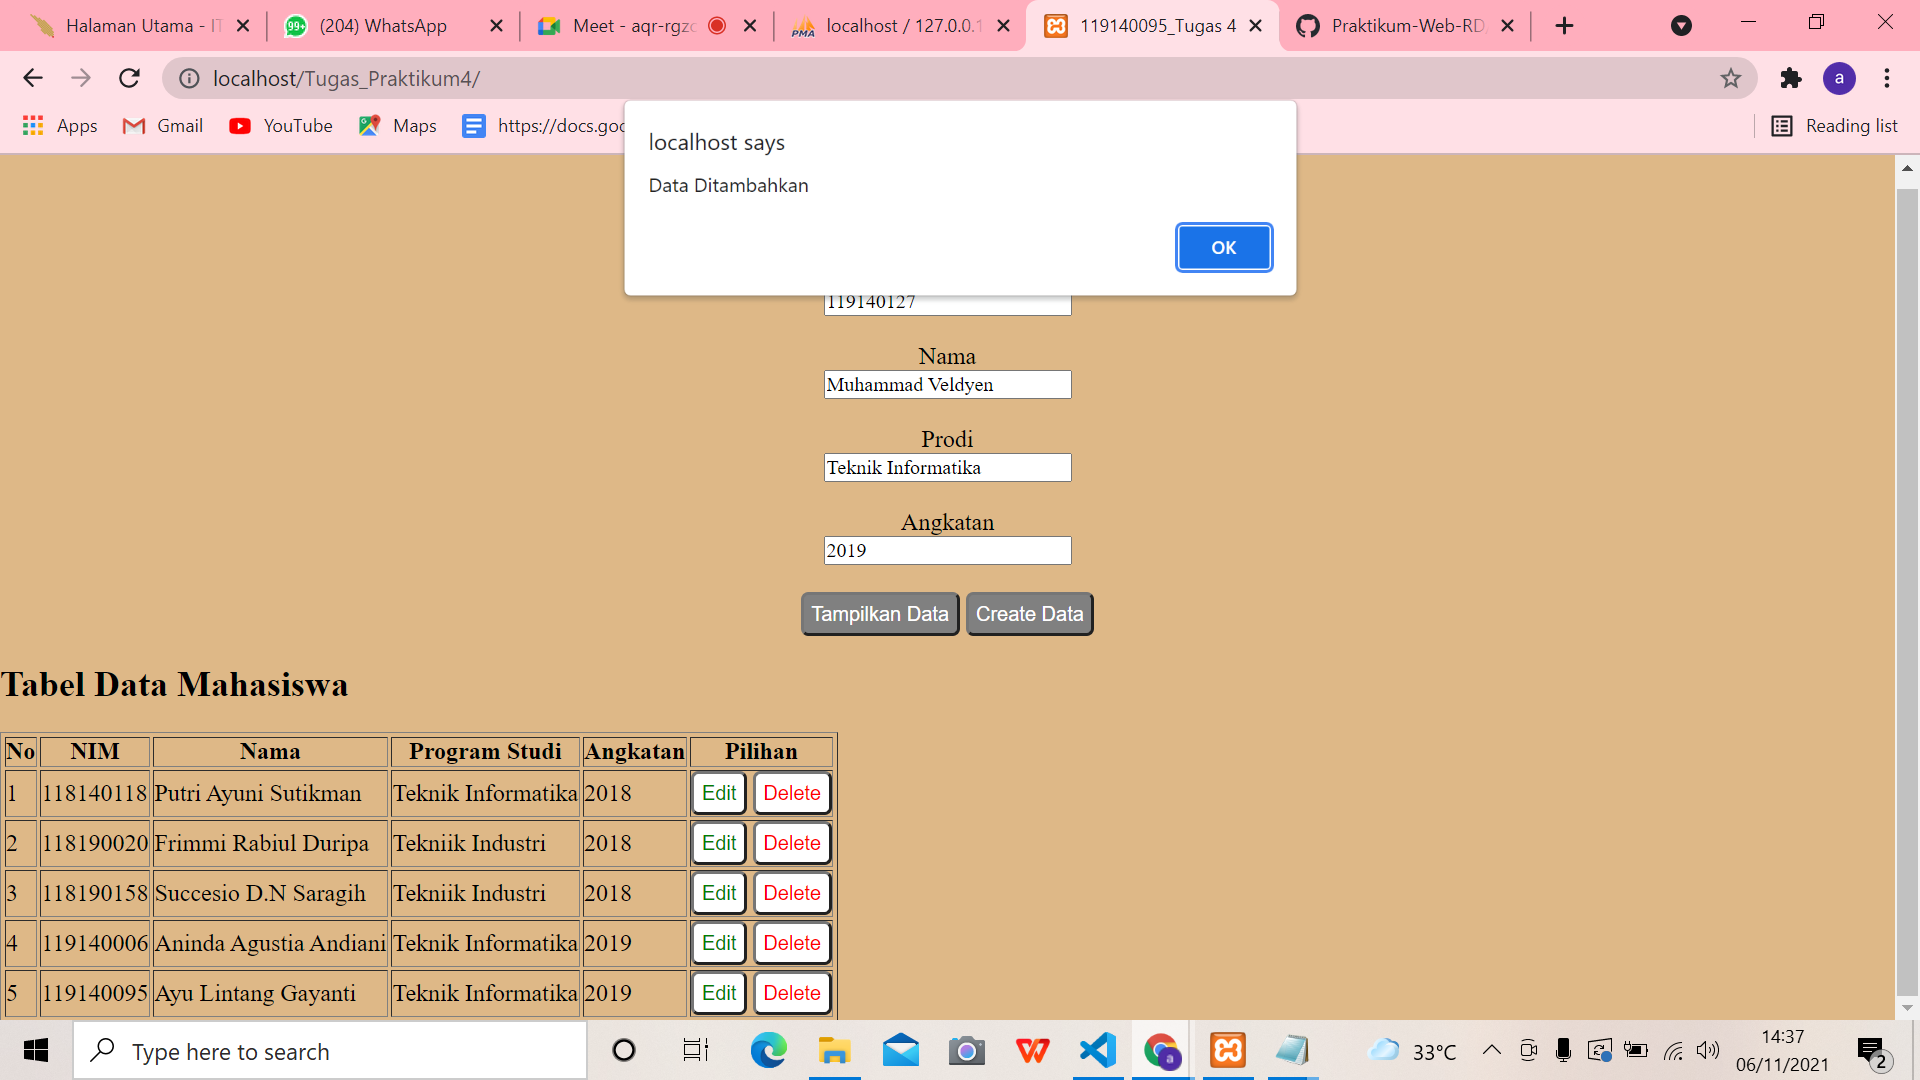 Halaman Utama - IT
(204) WhatsApp
Meet - aqr-rgzc
localhost / 127.0.0.1
119140095_Tugas 4
Praktikum-Web-RD
localhost/Tugas_Praktikum4/
a
Apps
Gmail
YouTube
Maps
https://docs.goo
Reading list
localhost says
Data Ditambahkan
OK
119140127
Nama
Muhammad Veldyen
Prodi
Teknik Informatika
Angkatan
2019
Tampilkan Data Create Data
Tabel Data Mahasiswa
No NIM Nama Program Studi Angkatan Pilihan
1 118140118 Putri Ayuni Sutikman Teknik Informatika 2018 Edit Delete
2 118190020 Frimmi Rabiul Duripa Tekniik Industri 2018 Edit Delete
3 118190158 Succesio D.N Saragih Tekniik Industri 2018 Edit Delete
4 119140006 Aninda Agustia Andiani Teknik Informatika 2019 Edit Delete
5 119140095 Ayu Lintang Gayanti Teknik Informatika 2019 Edit Delete
Type here to search
33°C
14:37
06/11/2021
2